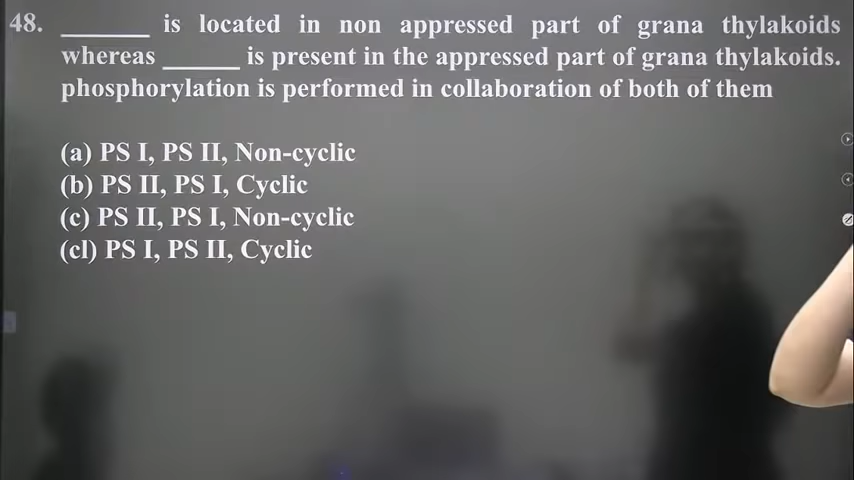 48. _______ is located in non appressed part of grana thylakoids
whereas ______ is present in the appressed part of grana thylakoids.
phosphorylation is performed in collaboration of both of them
(a) PS I, PS II, Non-cyclic
(b) PS II, PS I, Cyclic
(c) PS II, PS I, Non-cyclic
(cl) PS I, PS II, Cyclic